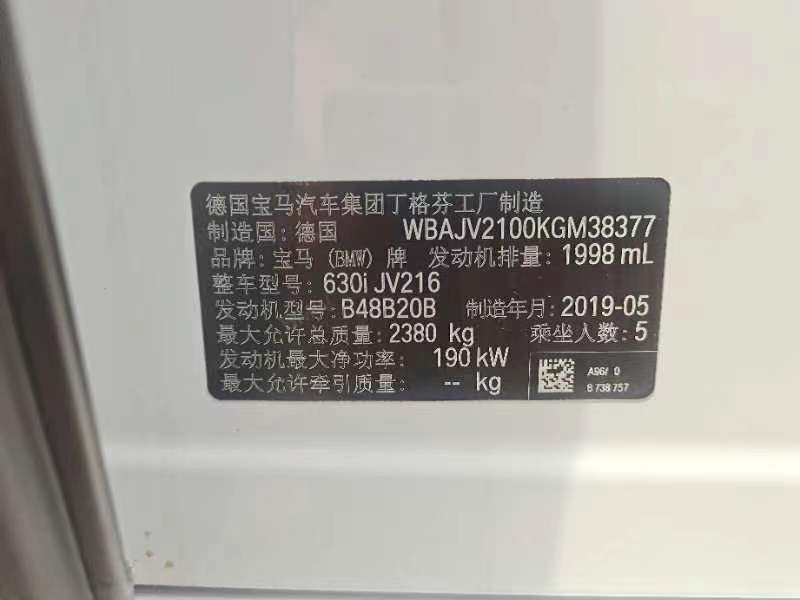 德国宝马汽车集团丁格芬工厂制造
制造国: 德国 WBAJV2100KGM38377
品牌: 宝马 (BMW) 牌 发动机排量: 1998 mL
整车型号: 630i JV216
发动机型号: B48B20B 制造年月: 2019-05
最大允许总质量: 2380 kg 乘坐人数: 5
发动机最大净功率: 190 kW
最大允许牵引质量: -- kg
A96/ 0
B 738 757